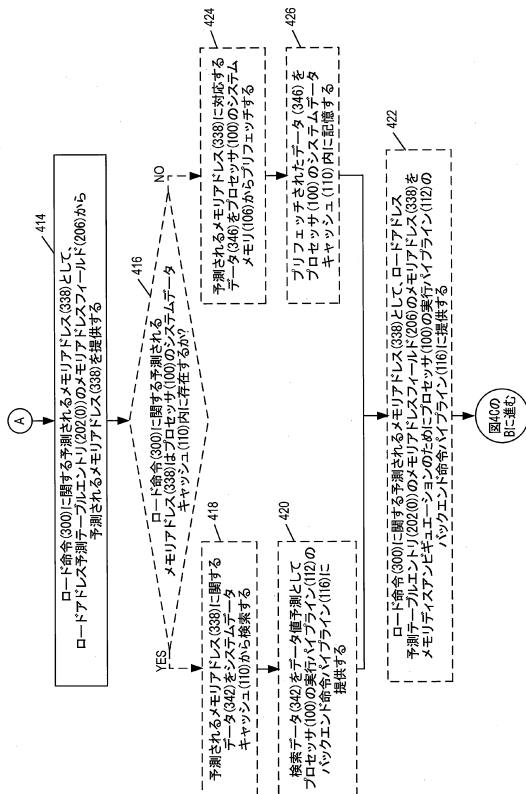 A
414
ロード命令(300)に関する予測されるメモリアドレス(338)として、
ロードアドレス予測テーブルエントリ(202(0))のメモリアドレスフィールド(206)から
予測されるメモリアドレス(338)を提供する
416
ロード命令(300)に関する予測される
メモリアドレス(338)はプロセッサ(100)のシステムデータ
キャッシュ(110)内に存在するか?
YES
NO
418
予測されるメモリアドレス(338)に関する
データ(342)をシステムデータ
キャッシュ(110)から検索する
420
検索データ(342)をデータ値予測として
プロセッサ(100)の実行パイプライン(112)の
バックエンド命令パイプライン(116)に
提供する
424
予測されるメモリアドレス(338)に対応する
データ(346)をプロセッサ(100)のシステム
メモリ(106)からプリフェッチする
426
プリフェッチされたデータ(346)を
プロセッサ(100)のシステムデータ
キャッシュ(110)内に記憶する
422
ロード命令(300)に関する予測されるメモリアドレス(338)として、ロードアドレス
予測テーブルエントリ(202(0))のメモリアドレスフィールド(206)のメモリアドレス(338)を
メモリディスアンビギュエーションのためにプロセッサ(100)の実行パイプライン(112)の
バックエンド命令パイプライン(116)に提供する
図4Cの
Bに進む